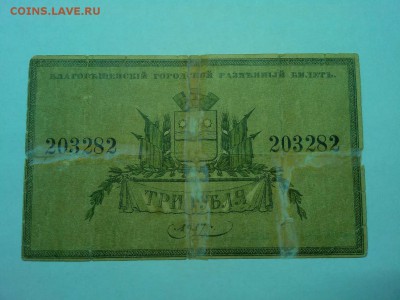 COINS.LAVE.RU
БЛАГОВѢЩЕНСКІЙ ГОРОДСКОЙ РАЗМѢННЫЙ БИЛЕТЪ.
203282 203282
ТРИ РУБЛЯ